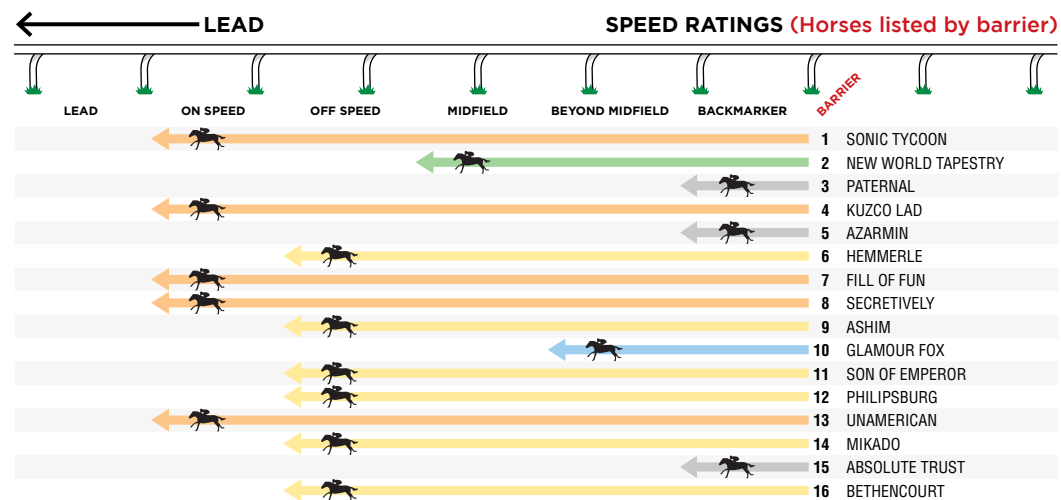 LEAD SPEED RATINGS (Horses listed by barrier)
LEAD ON SPEED OFF SPEED MIDFIELD BEYOND MIDFIELD BACKMARKER BARRIER
1 SONIC TYCOON
2 NEW WORLD TAPESTRY
3 PATERNAL
4 KUZCO LAD
5 AZARMIN
6 HEMMERLE
7 FILL OF FUN
8 SECRETIVELY
9 ASHIM
10 GLAMOUR FOX
11 SON OF EMPEROR
12 PHILIPSBURG
13 UNAMERICAN
14 MIKADO
15 ABSOLUTE TRUST
16 BETHENCOURT